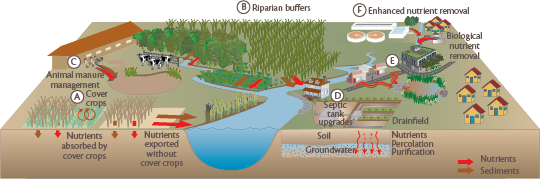 B Riparian buffers
F Enhanced nutrient removal
Biological
nutrient
removal
C
Animal manure
management
E
A
Cover
crops
D
Septic
tank
upgrades
Drainfield
Nutrients
absorbed by
cover crops
Nutrients
exported
without
cover crops
Soil
Groundwater
Nutrients
Percolation
Purification
Nutrients
Sediments